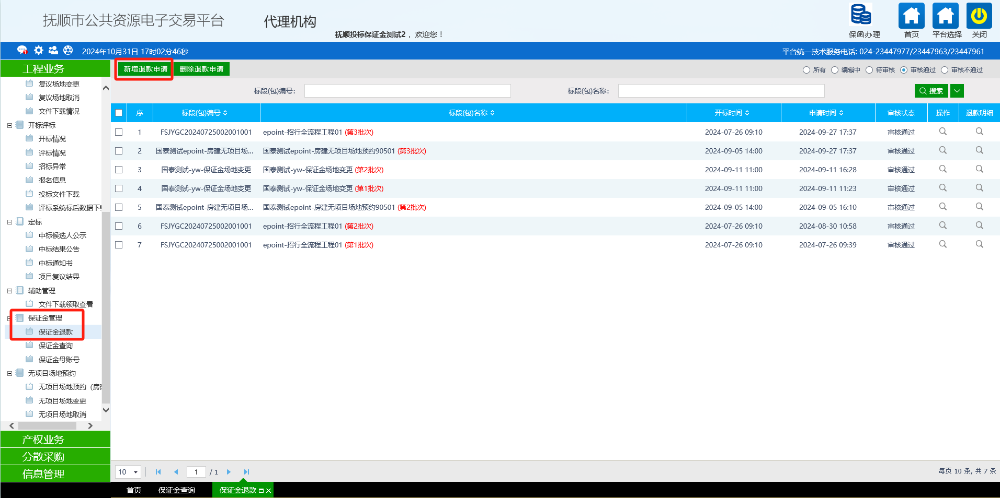 抚顺市公共资源电子交易平台
代理机构
抚顺投标保证金测试2 ，欢迎您！
保函办理
首页
平台选择
关闭
2024年10月31日 17时02分46秒
平台统一技术服务电话: 024-23447977/23447963/23447961
工程业务
复议场地变更
复议场地取消
文件下载情况
开标评标
开标情况
评标情况
招标异常
报名信息
投标文件下载
评标系统标后数据下
定标
中标候选人公示
中标结果公告
中标通知书
项目复议结果
辅助管理
文件下载领取查看
保证金管理
保证金退款
保证金查询
保证金母账号
无项目场地预约
无项目场地预约（房
无项目场地变更
无项目场地取消
产权业务
分散采购
信息管理
新增退款申请 删除退款申请
所有 编辑中 待审核 审核通过 审核不通过
标段(包)编号: 标段(包)名称: 搜索
序 标段(包)编号 标段(包)名称 开标时间 申请时间 审核状态 操作 退款明细
1 FSJYGC20240725002001001 epoint-招行全流程工程01 (第3批次) 2024-07-26 09:10 2024-09-27 17:37 审核通过
2 国泰测试epoint-房建无项目场... 国泰测试epoint-房建无项目场地预约90501 (第3批次) 2024-09-05 14:00 2024-09-27 17:37 审核通过
3 国泰测试-yw-保证金场地变更 国泰测试-yw-保证金场地变更 (第2批次) 2024-09-11 11:00 2024-09-11 16:28 审核通过
4 国泰测试-yw-保证金场地变更 国泰测试-yw-保证金场地变更 (第1批次) 2024-09-11 11:00 2024-09-11 11:23 审核通过
5 国泰测试epoint-房建无项目场... 国泰测试epoint-房建无项目场地预约90501 (第2批次) 2024-09-05 14:00 2024-09-05 16:10 审核通过
6 FSJYGC20240725002001001 epoint-招行全流程工程01 (第2批次) 2024-07-26 09:10 2024-08-30 10:58 审核通过
7 FSJYGC20240725002001001 epoint-招行全流程工程01 (第1批次) 2024-07-26 09:10 2024-07-26 09:39 审核通过
10 1 / 1 每页 10 条, 共 7 条
首页 保证金查询 保证金退款